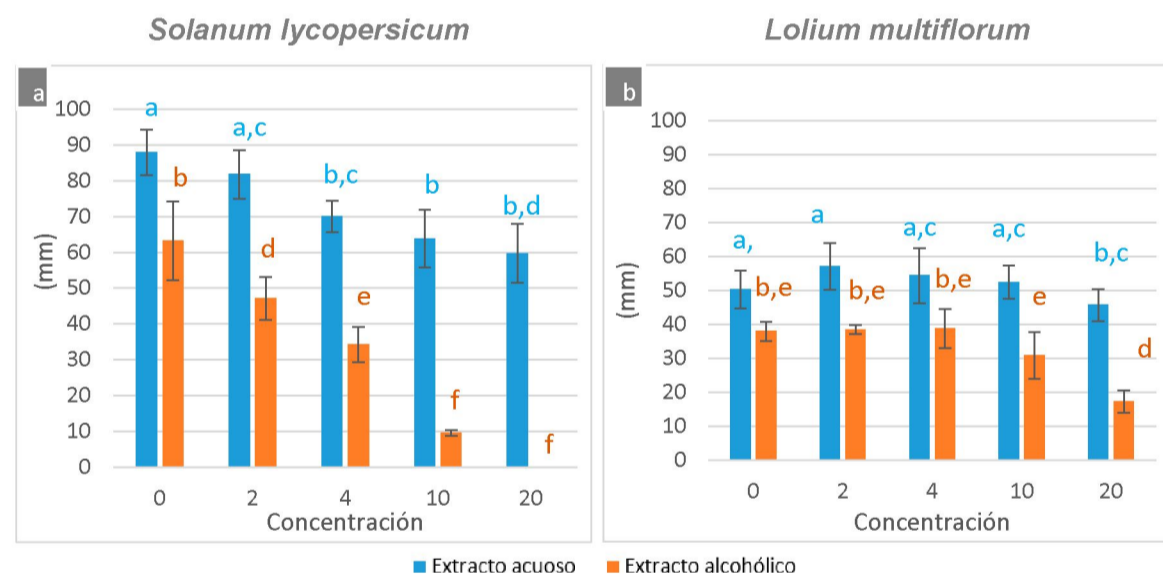 Solanum lycopersicum
Lolium multiflorum
a
100
90
80
70
60
50
40
30
20
10
0
(mm)
a
b
a,c
d
b,c
e
b
f
b,d
f
0 2 4 10 20
Concentración
b
100
90
80
70
60
50
40
30
20
10
0
(mm)
a,
b,e
a
b,e
a,c
b,e
a,c
e
b,c
d
0 2 4 10 20
Concentración
Extracto acuoso Extracto alcohólico